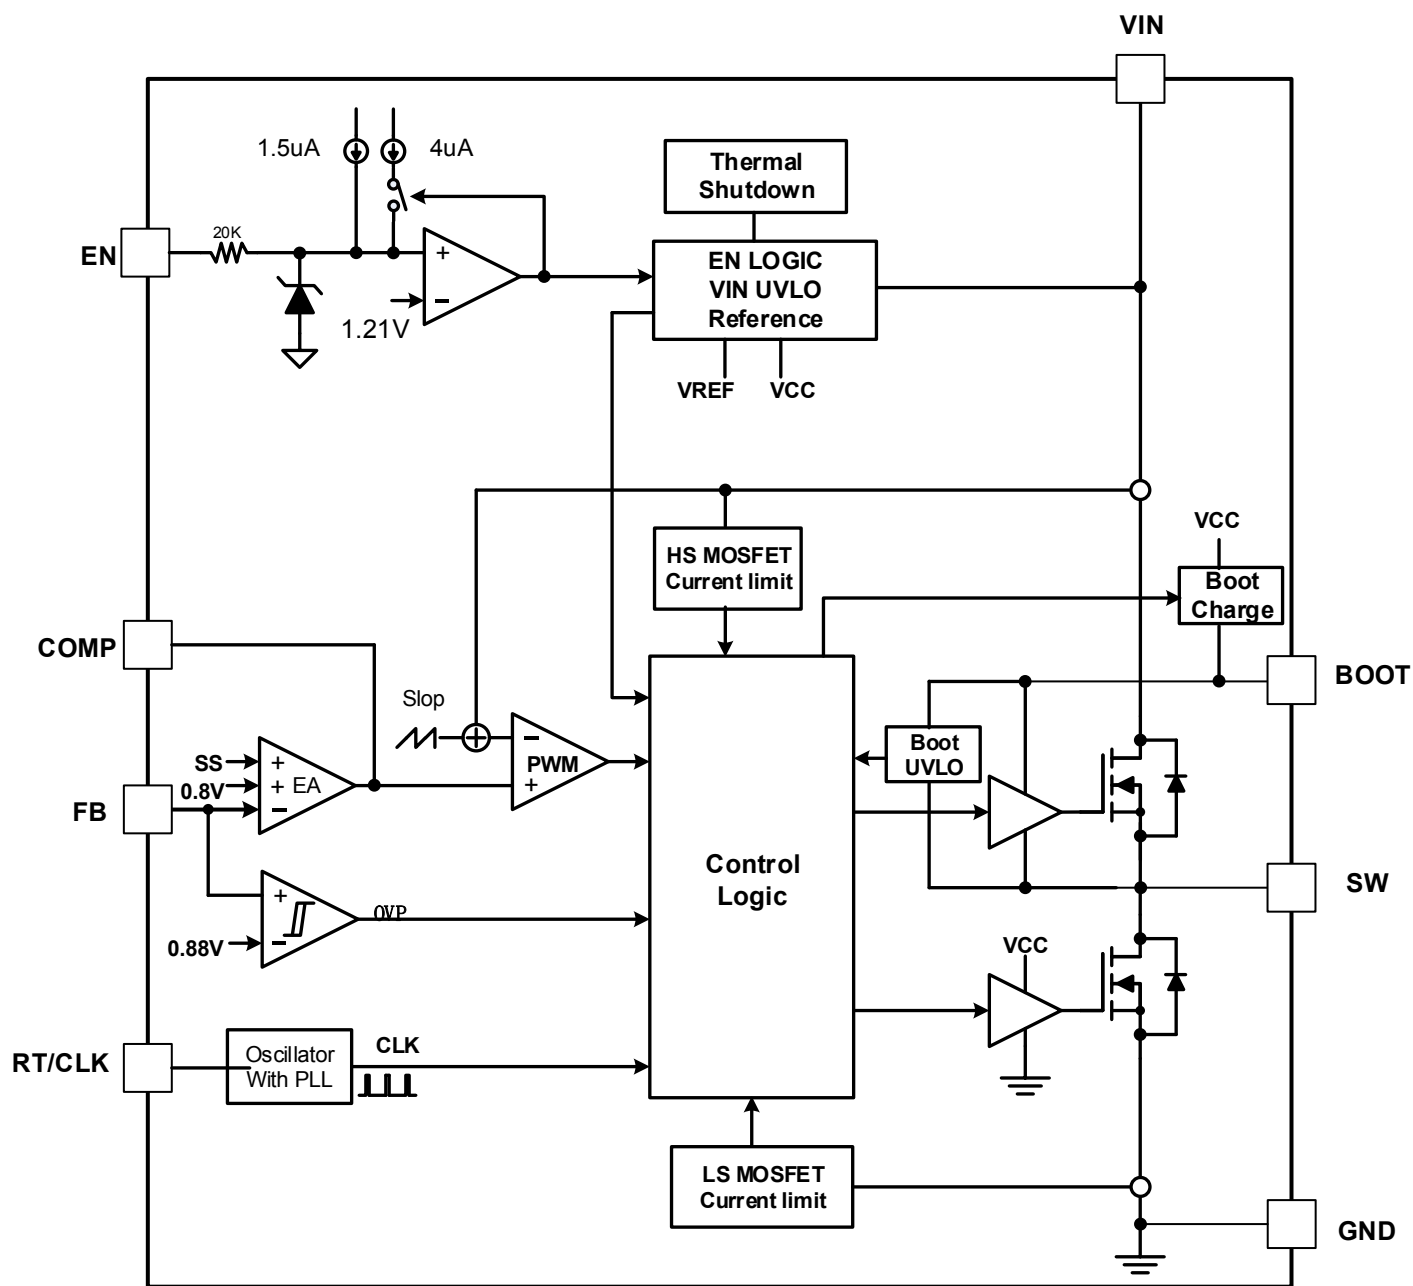 VIN
1.5uA
4uA
Thermal
Shutdown
20K
EN
+
−
1.21V
EN LOGIC
VIN UVLO
Reference
VREF
VCC
HS MOSFET
Current limit
VCC
Boot
Charge
COMP
BOOT
Slop
+
−
PWM
+
Boot
UVLO
SS
+
0.8V
+ EA
−
FB
Control
Logic
SW
+
OVP
0.88V
−
VCC
RT/CLK
Oscillator
With PLL
CLK
LS MOSFET
Current limit
GND